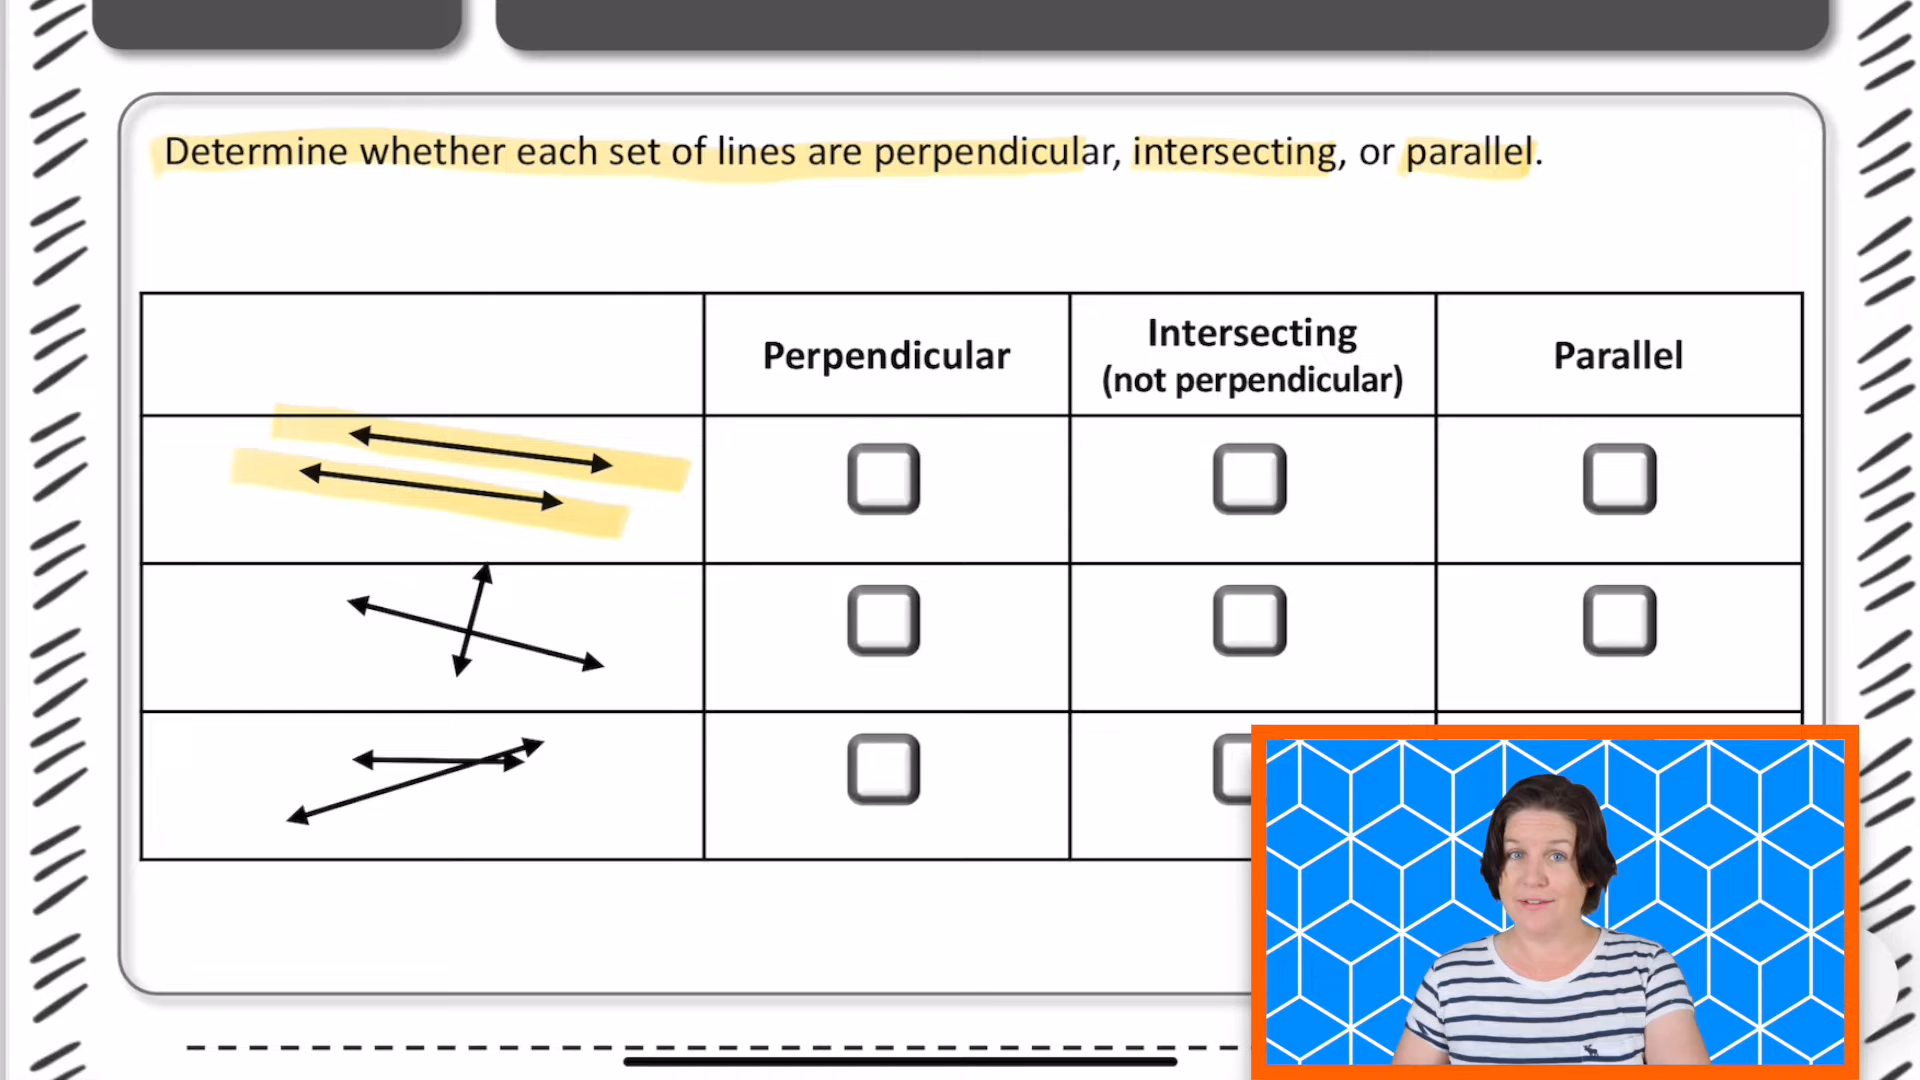 Determine whether each set of lines are perpendicular, intersecting, or parallel.
Perpendicular
Intersecting
(not perpendicular)
Parallel